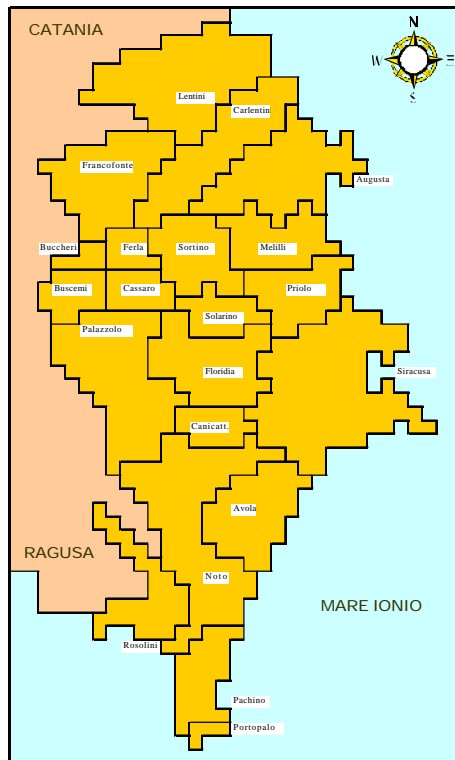 CATANIA
N
W
E
S
Lentini
Carlentin
Francofonte
Augusta
Buccheri
Ferla
Sortino
Melilli
Buscemi
Cassaro
Priolo
Solarino
Palazzolo
Floridia
Siracusa
Canicatt.
Avola
RAGUSA
Noto
MARE IONIO
Rosolini
Pachino
Portopalo